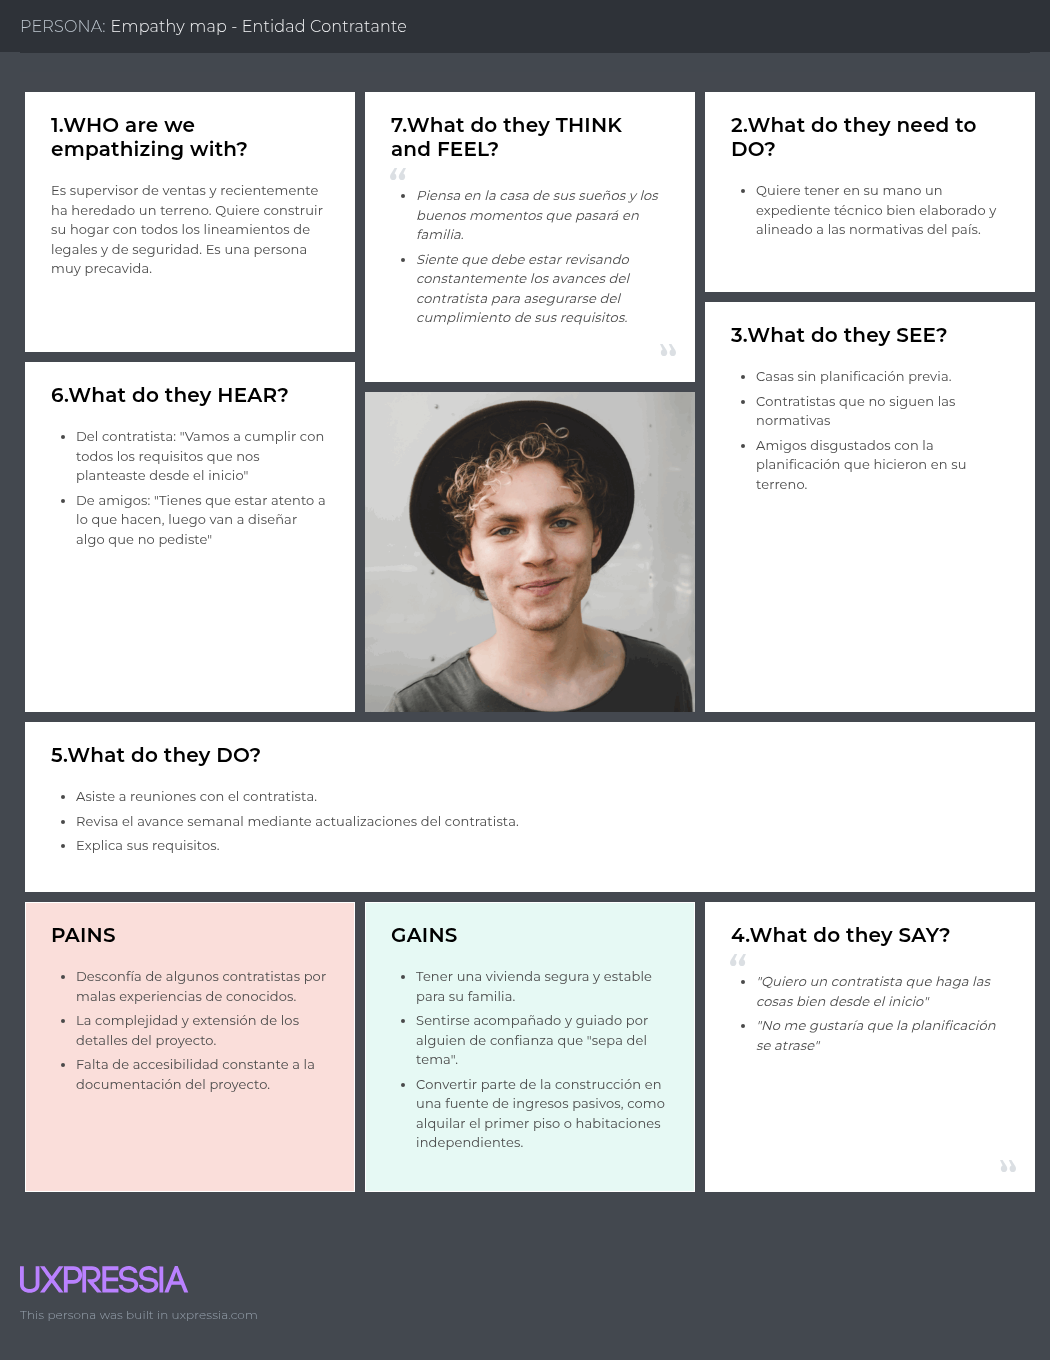 PERSONA: Empathy map - Entidad Contratante
1.WHO are we
empathizing with?
Es supervisor de ventas y recientemente
ha heredado un terreno. Quiere construir
su hogar con todos los lineamientos de
legales y de seguridad. Es una persona
muy precavida.
7.What do they THINK
and FEEL?
“
• Piensa en la casa de sus sueños y los
buenos momentos que pasará en
familia.
• Siente que debe estar revisando
constantemente los avances del
contratista para asegurarse del
cumplimiento de sus requisitos.
”
2.What do they need to
DO?
• Quiere tener en su mano un
expediente técnico bien elaborado y
alineado a las normativas del país.
3.What do they SEE?
• Casas sin planificación previa.
• Contratistas que no siguen las
normativas
• Amigos disgustados con la
planificación que hicieron en su
terreno.
6.What do they HEAR?
• Del contratista: "Vamos a cumplir con
todos los requisitos que nos
planteaste desde el inicio"
• De amigos: "Tienes que estar atento a
lo que hacen, luego van a diseñar
algo que no pediste"
5.What do they DO?
• Asiste a reuniones con el contratista.
• Revisa el avance semanal mediante actualizaciones del contratista.
• Explica sus requisitos.
PAINS
• Desconfía de algunos contratistas por
malas experiencias de conocidos.
• La complejidad y extensión de los
detalles del proyecto.
• Falta de accesibilidad constante a la
documentación del proyecto.
GAINS
• Tener una vivienda segura y estable
para su familia.
• Sentirse acompañado y guiado por
alguien de confianza que "sepa del
tema".
• Convertir parte de la construcción en
una fuente de ingresos pasivos, como
alquilar el primer piso o habitaciones
independientes.
4.What do they SAY?
“
• "Quiero un contratista que haga las
cosas bien desde el inicio"
• "No me gustaría que la planificación
se atrase"
”
UXPRESSIA
This persona was built in uxpressia.com